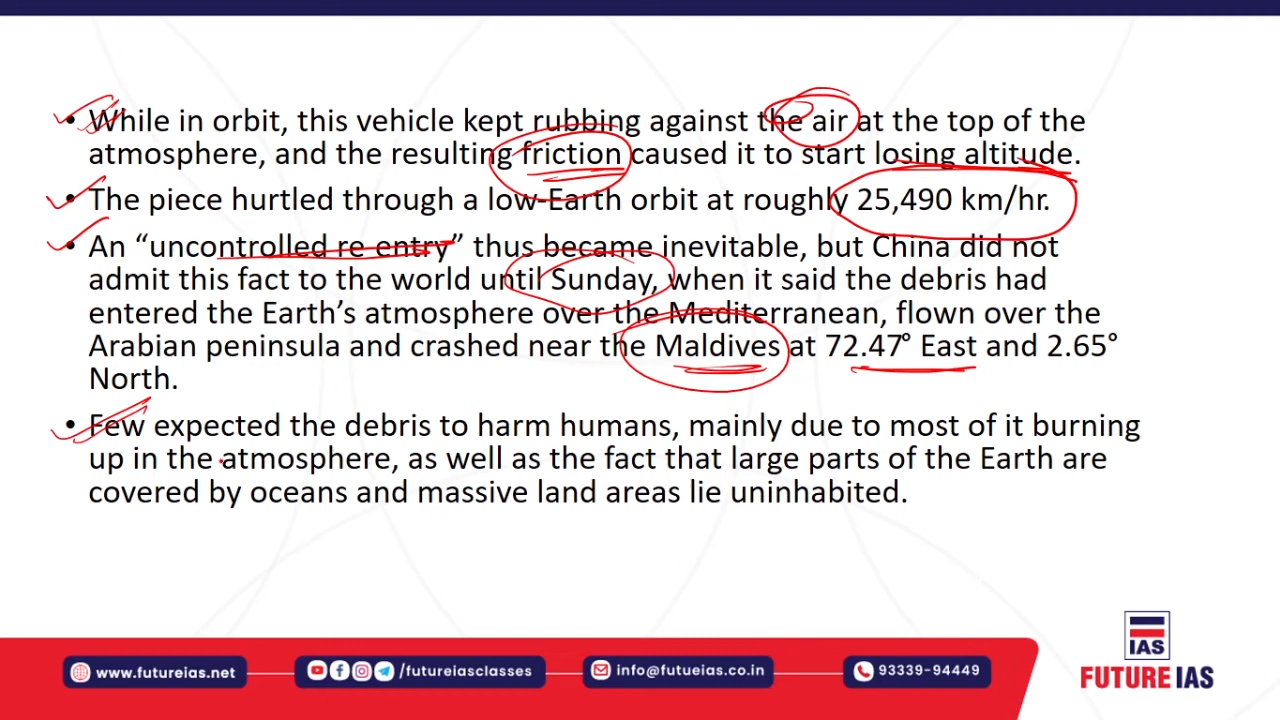 • While in orbit, this vehicle kept rubbing against the air at the top of the
atmosphere, and the resulting friction caused it to start losing altitude.
• The piece hurtled through a low-Earth orbit at roughly 25,490 km/hr.
• An “uncontrolled re entry” thus became inevitable, but China did not
admit this fact to the world until Sunday, when it said the debris had
entered the Earth’s atmosphere over the Mediterranean, flown over the
Arabian peninsula and crashed near the Maldives at 72.47° East and 2.65°
North.
• Few expected the debris to harm humans, mainly due to most of it burning
up in the atmosphere, as well as the fact that large parts of the Earth are
covered by oceans and massive land areas lie uninhabited.
IAS
FUTURE IAS
www.futureias.net
/futureiasclasses
info@futueias.co.in
93339-94449